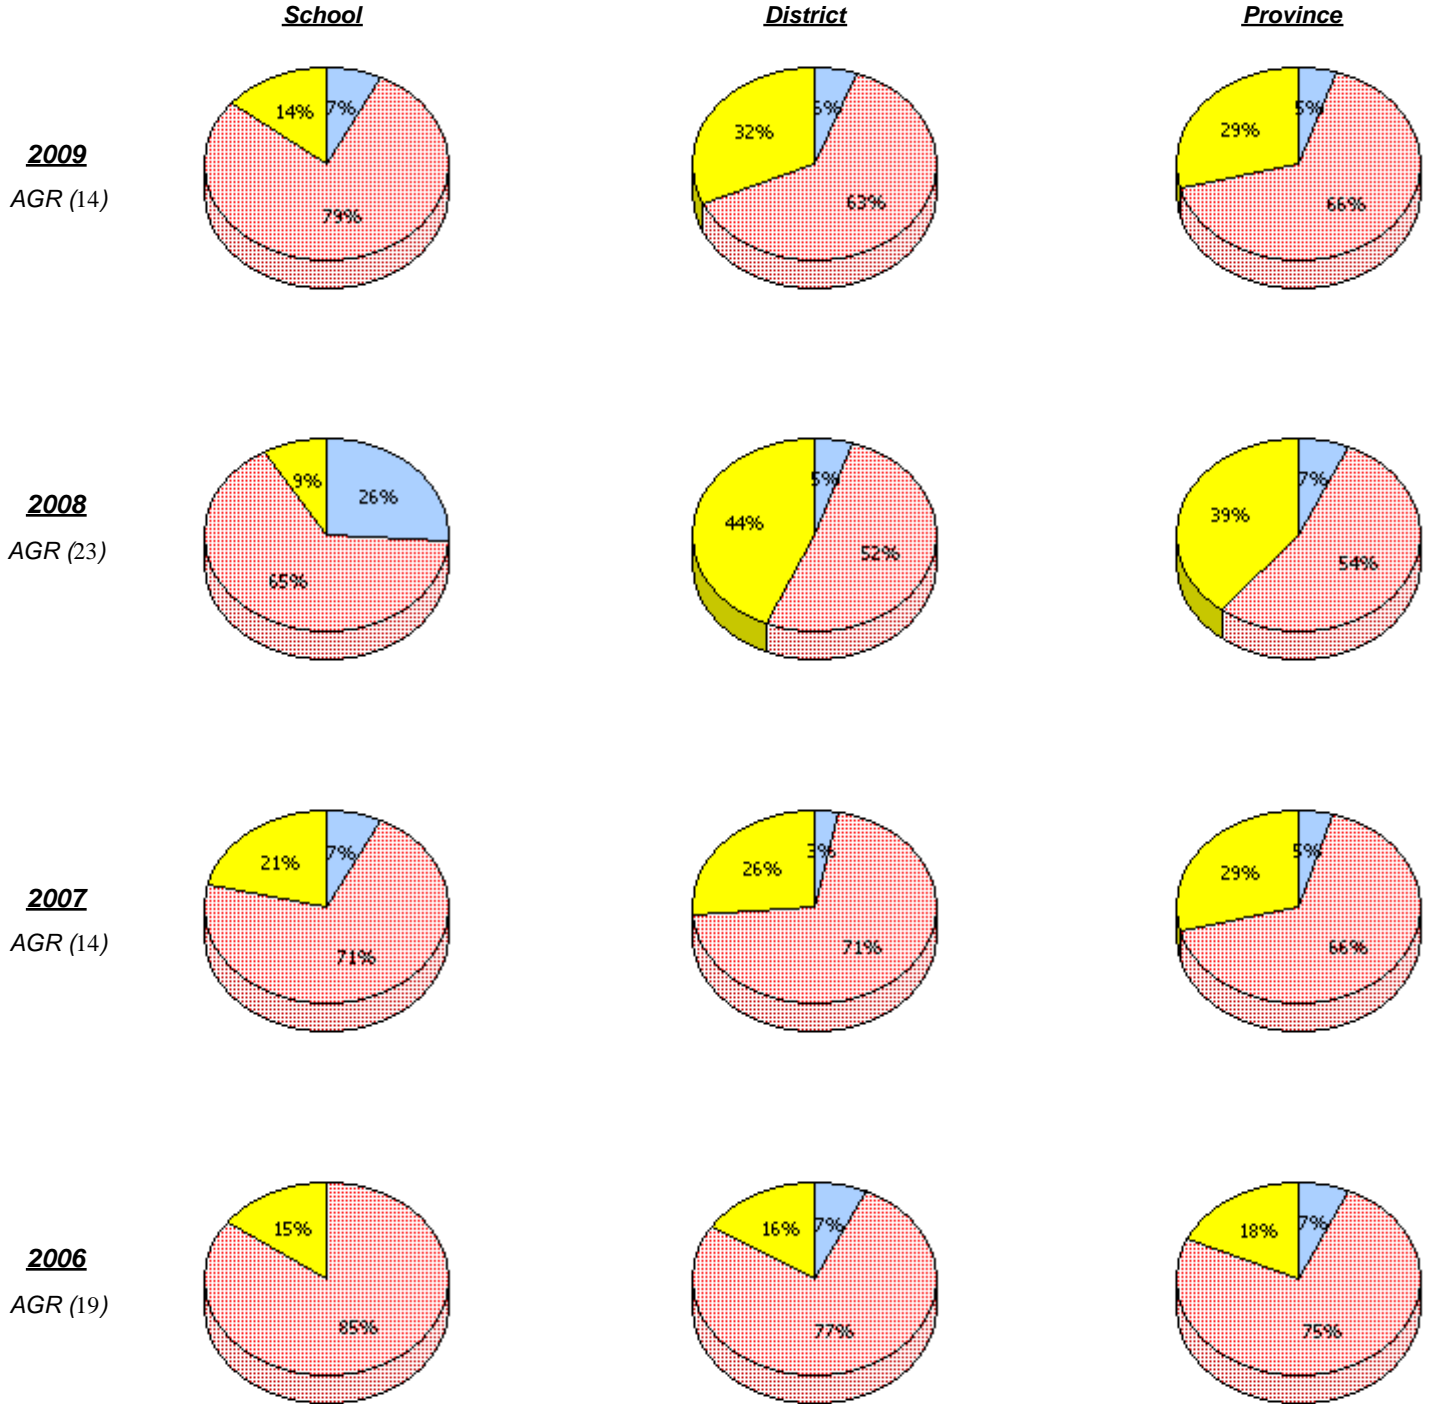 School District Province
2009
AGR (14)
14% 7% 79%
32% 5% 63%
29% 5% 66%
2008
AGR (23)
9% 26% 65%
44% 5% 52%
39% 7% 54%
2007
AGR (14)
21% 7% 71%
26% 3% 71%
29% 5% 66%
2006
AGR (19)
15% 85%
16% 7% 77%
18% 7% 75%